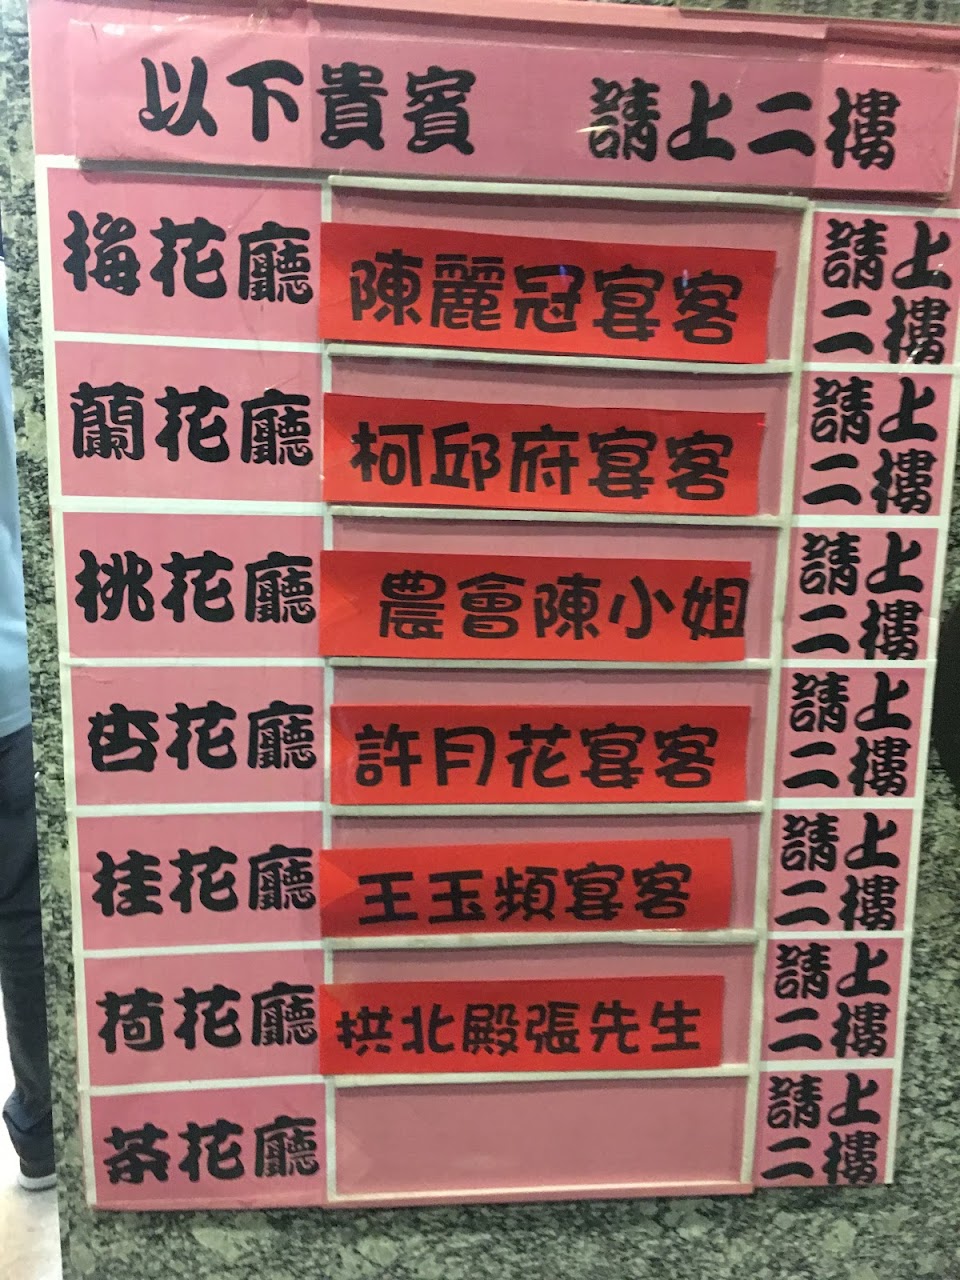 以下貴賓 請上二樓
梅花廳 陳麗冠宴客 請上二樓
蘭花廳 柯邱府宴客 請上二樓
桃花廳 農會陳小姐 請上二樓
杏花廳 許月花宴客 請上二樓
桂花廳 王玉頻宴客 請上二樓
荷花廳 拱北殿張先生 請上二樓
茶花廳 請上二樓